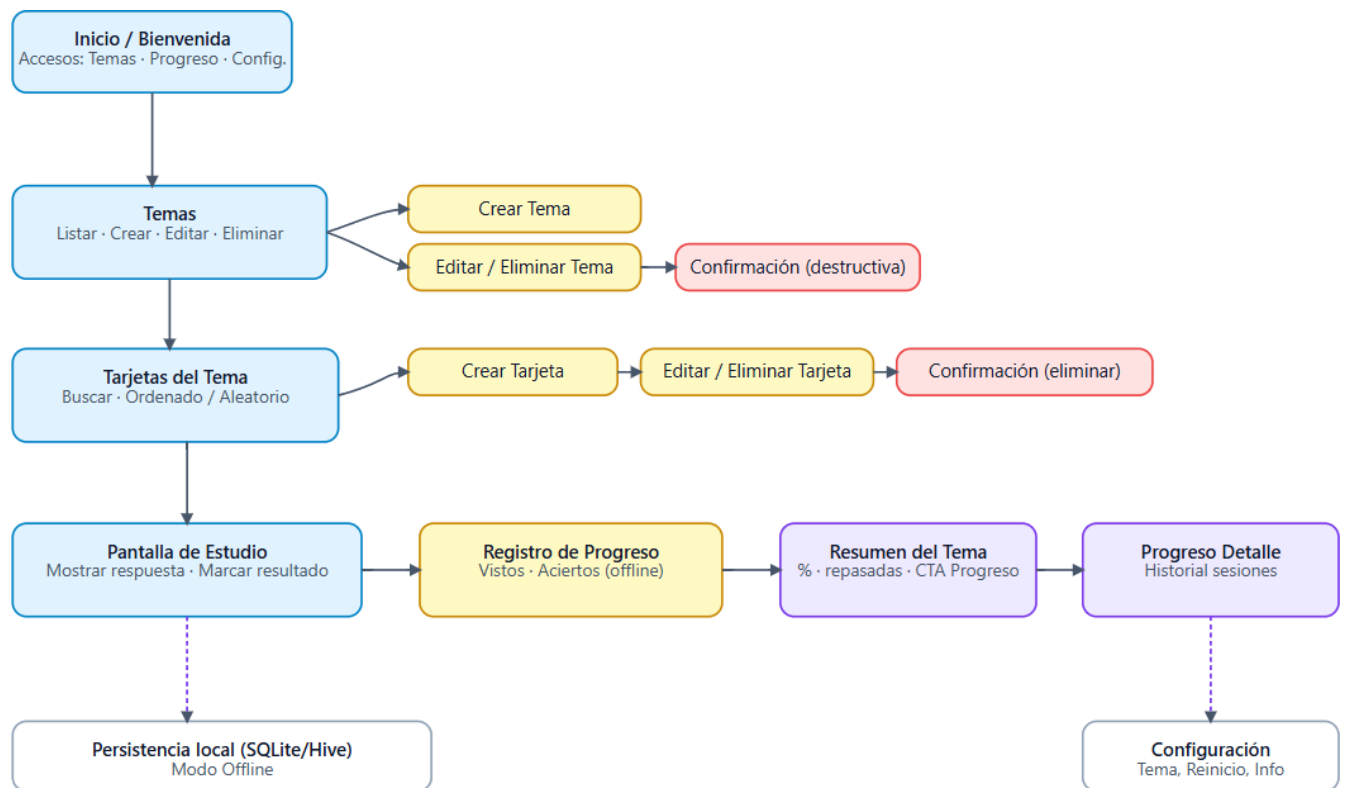 Inicio / Bienvenida
Accesos: Temas · Progreso · Config.
Temas
Listar · Crear · Editar · Eliminar
Crear Tema
Editar / Eliminar Tema
Confirmación (destructiva)
Tarjetas del Tema
Buscar · Ordenado / Aleatorio
Crear Tarjeta
Editar / Eliminar Tarjeta
Confirmación (eliminar)
Pantalla de Estudio
Mostrar respuesta · Marcar resultado
Registro de Progreso
Vistos · Aciertos (offline)
Resumen del Tema
% · repasadas · CTA Progreso
Progreso Detalle
Historial sesiones
Persistencia local (SQLite/Hive)
Modo Offline
Configuración
Tema, Reinicio, Info